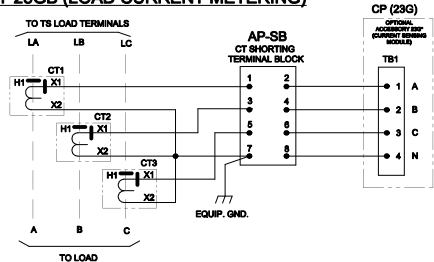 23GB (LOAD CURRENT METERING)
CP (23G)
TO TS LOAD TERMINALS
OPTIONAL
ACCESSORY 23G*
(CURRENT SENSING
MODULE)
LA LB LC
AP-SB
CT SHORTING
TERMINAL BLOCK
TB1
CT1
H1 X1
X2
1 2
1 A
CT2
H1 X1
X2
3 4
2 B
5 6
3 C
CT3
H1 X1
X2
7 8
4 N
EQUIP. GND.
A B C
TO LOAD